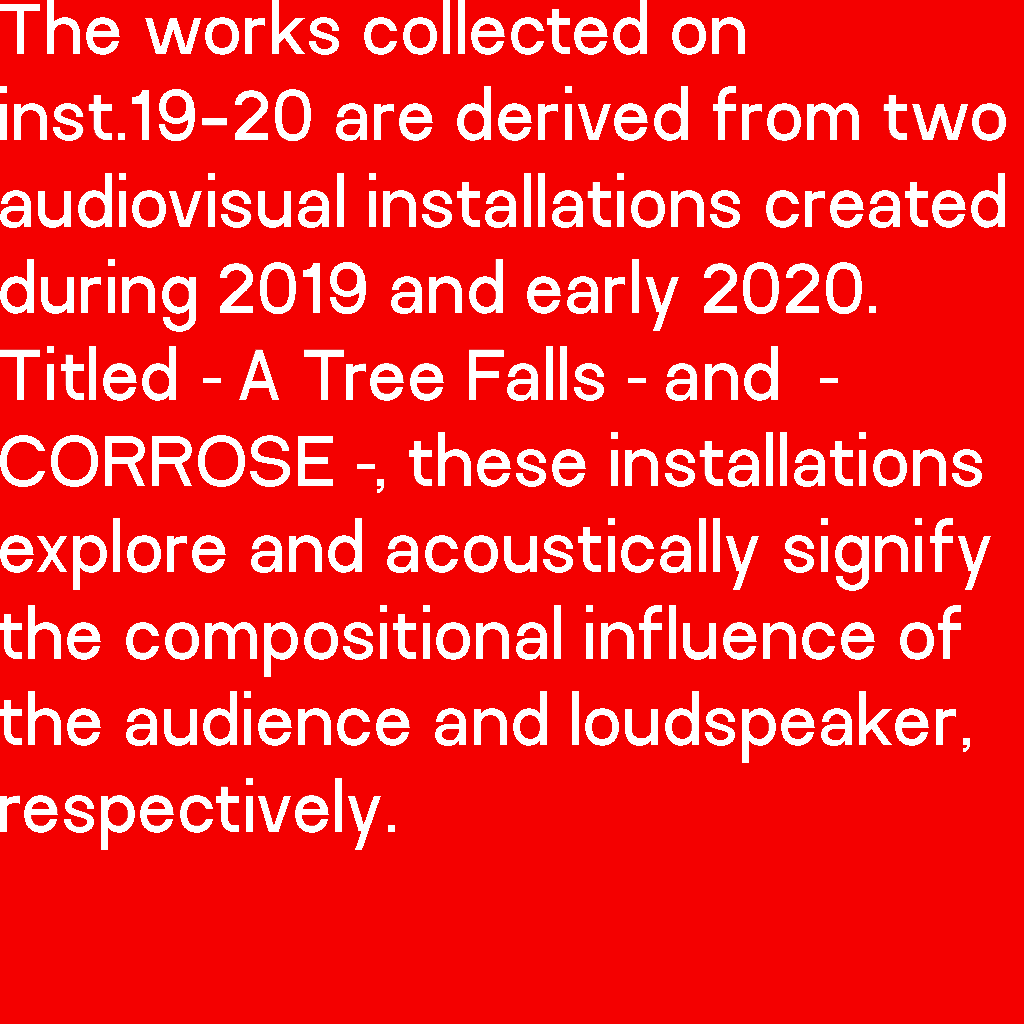 The works collected on
inst.19-20 are derived from two
audiovisual installations created
during 2019 and early 2020.
Titled - A Tree Falls - and  -
CORROSE -, these installations
explore and acoustically signify
the compositional influence of
the audience and loudspeaker,
respectively.